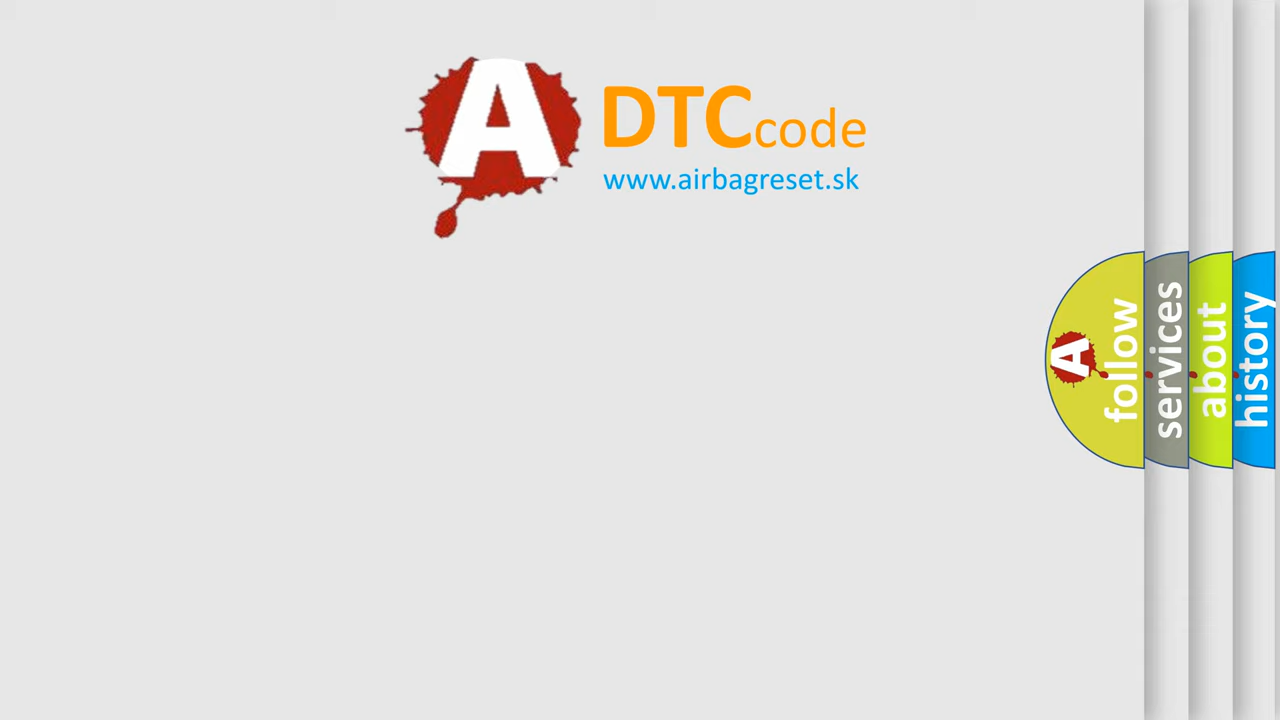 A
DTCcode
www.airbagreset.sk
A
follow
services
about
history